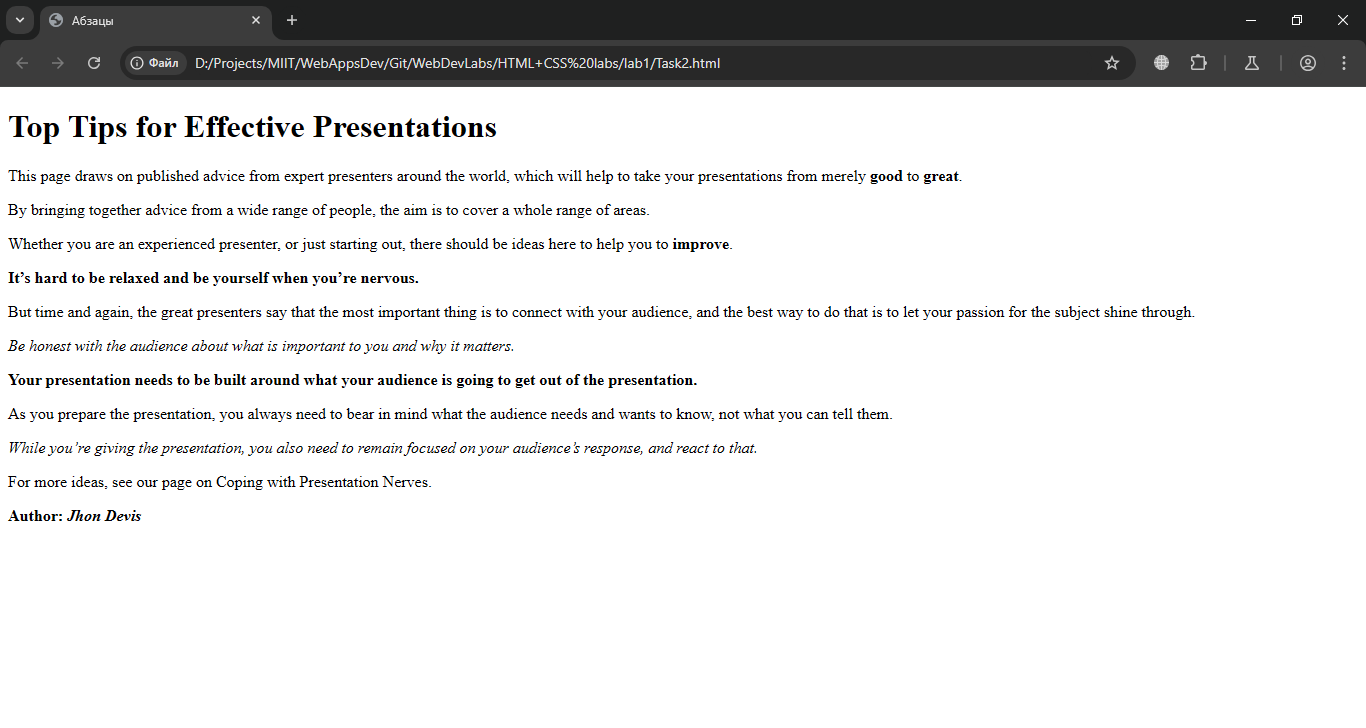 Абзацы
Файл
D:/Projects/MIIT/WebAppsDev/Git/WebDevLabs/HTML+CSS%20labs/lab1/Task2.html
Top Tips for Effective Presentations
This page draws on published advice from expert presenters around the world, which will help to take your presentations from merely good to great.
By bringing together advice from a wide range of people, the aim is to cover a whole range of areas.
Whether you are an experienced presenter, or just starting out, there should be ideas here to help you to improve.
It’s hard to be relaxed and be yourself when you’re nervous.
But time and again, the great presenters say that the most important thing is to connect with your audience, and the best way to do that is to let your passion for the subject shine through.
Be honest with the audience about what is important to you and why it matters.
Your presentation needs to be built around what your audience is going to get out of the presentation.
As you prepare the presentation, you always need to bear in mind what the audience needs and wants to know, not what you can tell them.
While you’re giving the presentation, you also need to remain focused on your audience’s response, and react to that.
For more ideas, see our page on Coping with Presentation Nerves.
Author: Jhon Devis